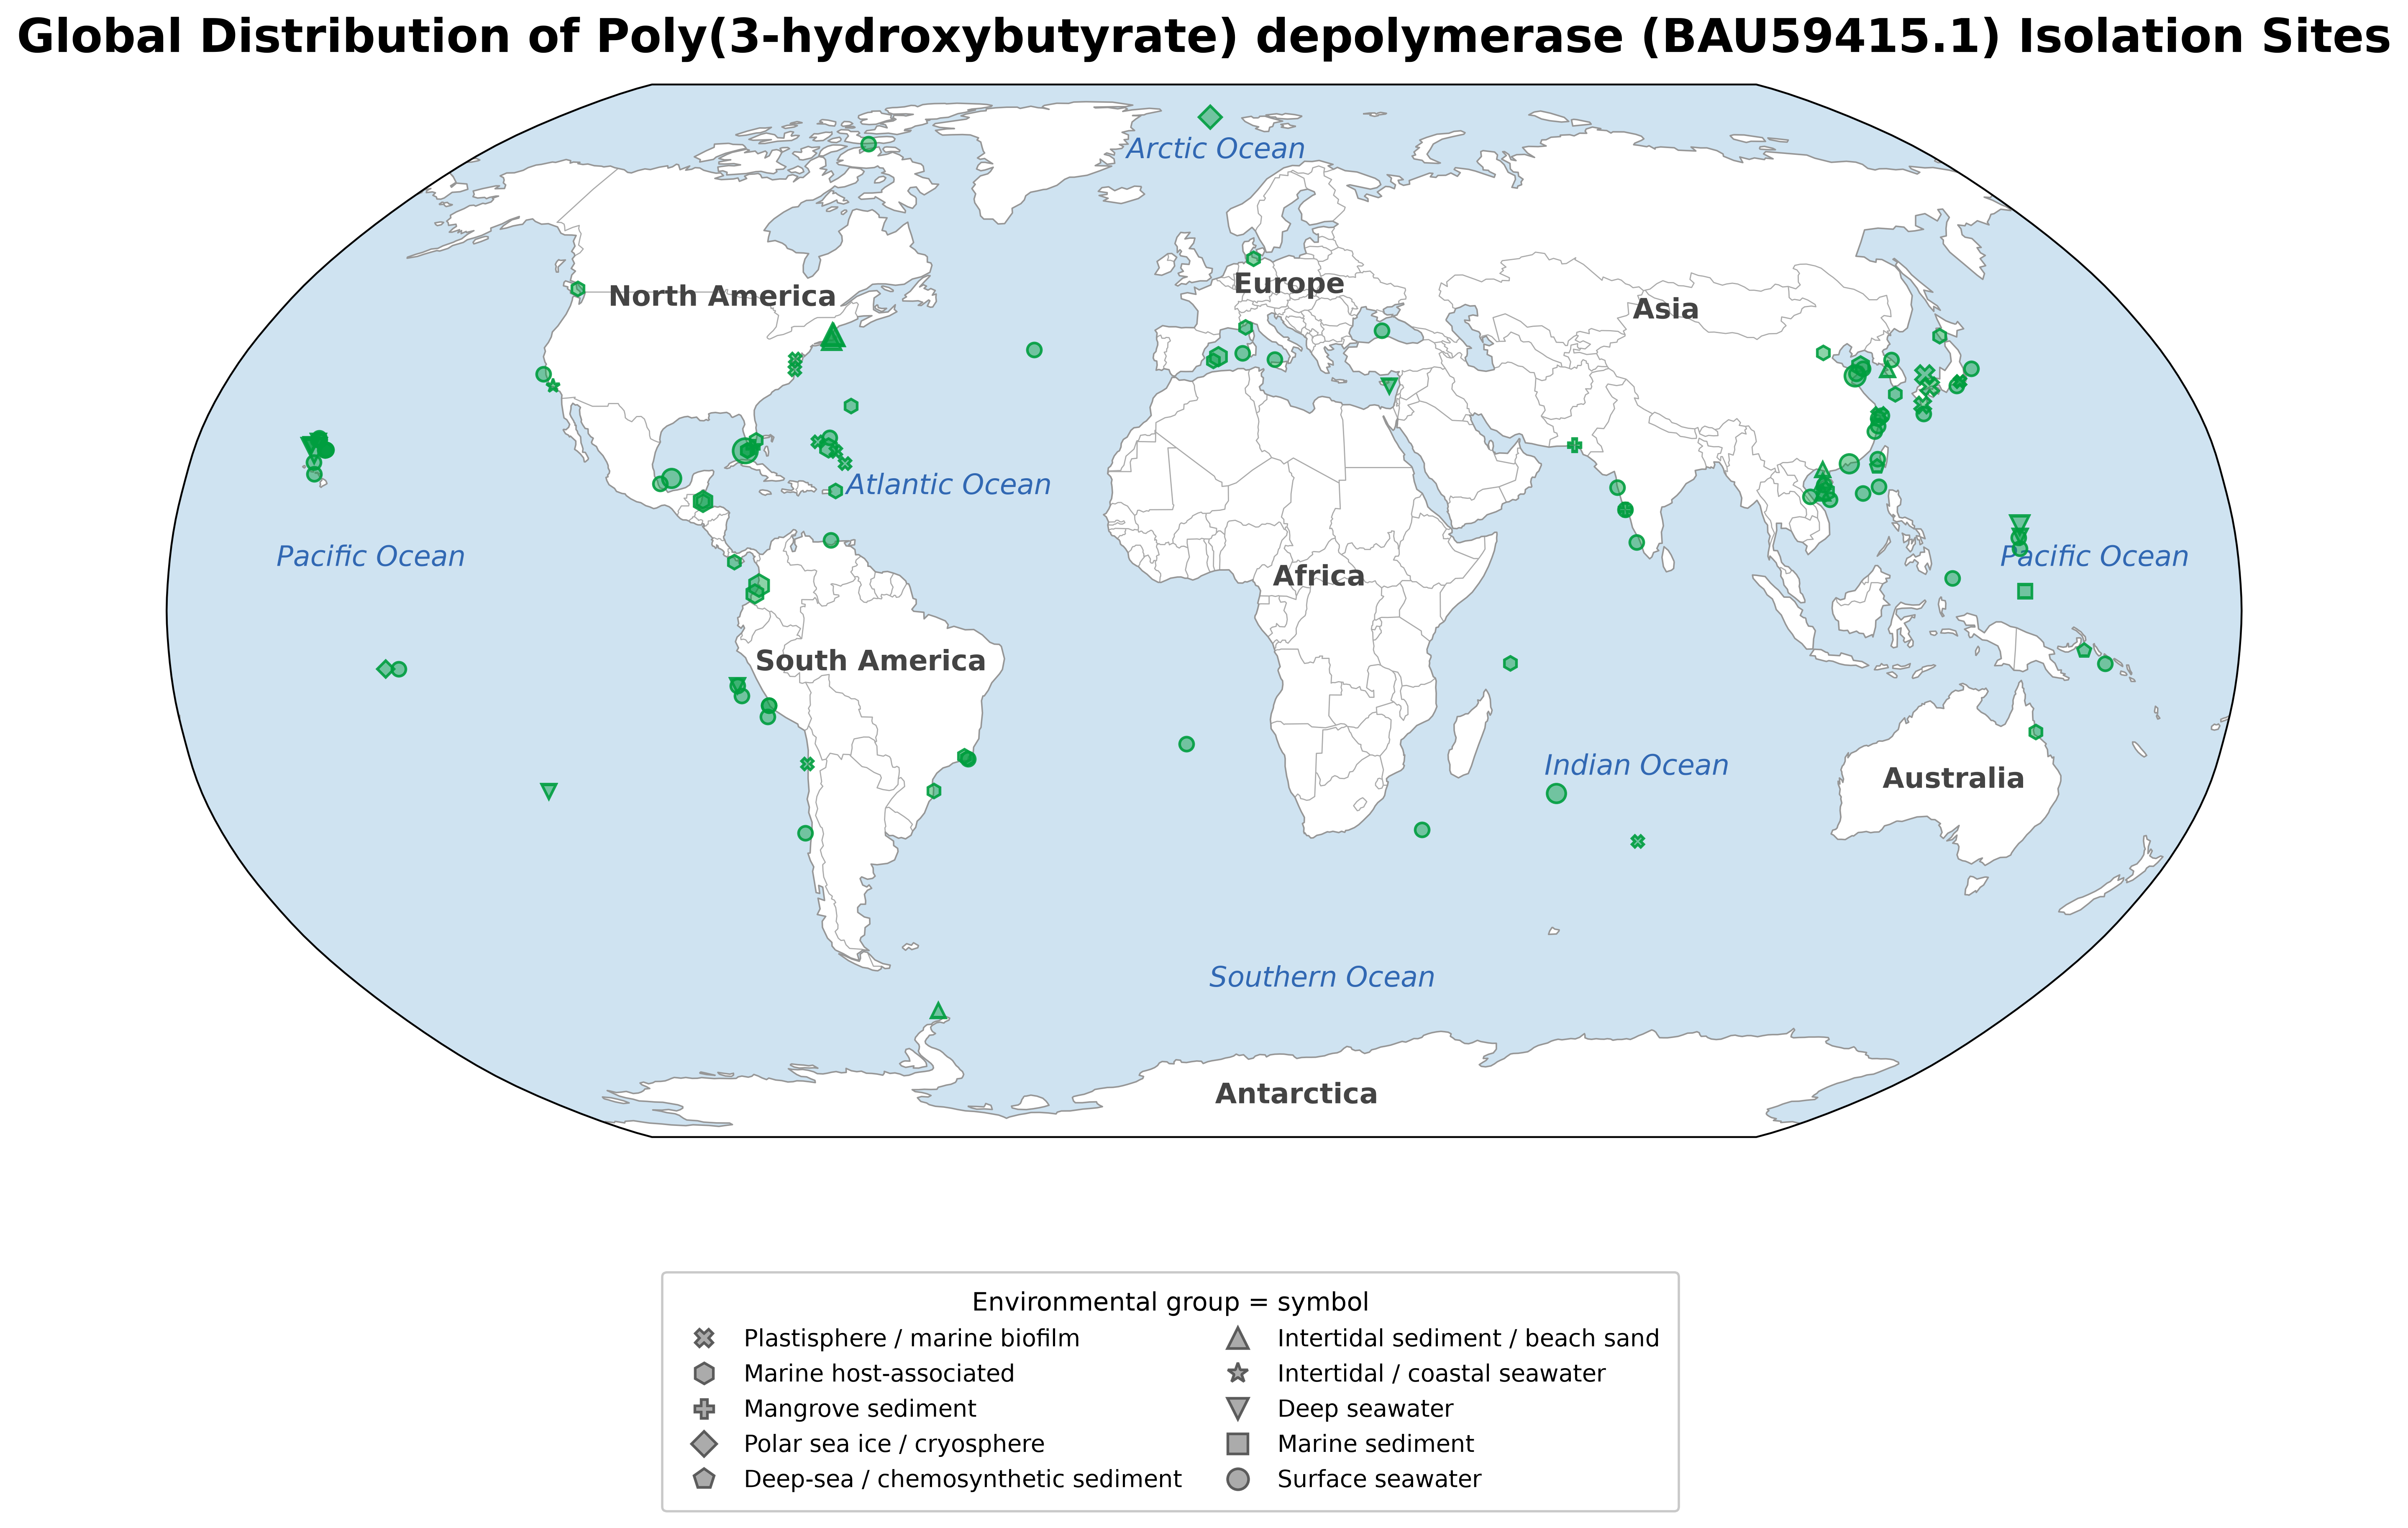 Global Distribution of Poly(3-hydroxybutyrate) depolymerase (BAU59415.1) Isolation Sites
Arctic Ocean
North America
Europe
Asia
Atlantic Ocean
Pacific Ocean
Pacific Ocean
Africa
South America
Indian Ocean
Australia
Southern Ocean
Antarctica
Environmental group = symbol
Plastisphere / marine biofilm
Marine host-associated
Mangrove sediment
Polar sea ice / cryosphere
Deep-sea / chemosynthetic sediment
Intertidal sediment / beach sand
Intertidal / coastal seawater
Deep seawater
Marine sediment
Surface seawater